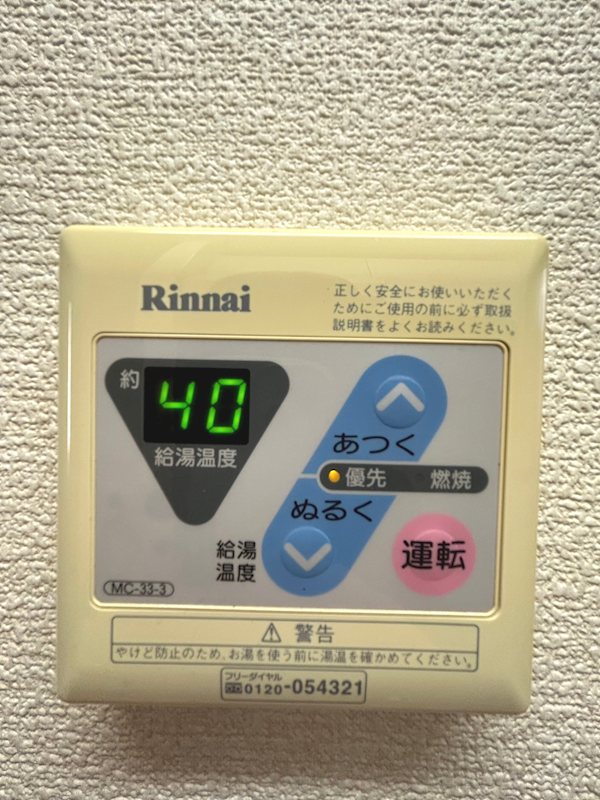 Rinnai
正しく安全にお使いいただく
ためにご使用の前に必ず取扱
説明書をよくお読みください。
約 40
給湯温度
あつく
優先 燃焼
ぬるく
給湯
温度
運転
MC-33-3
⚠ 警告
やけど防止のため、お湯を使う前に湯温を確かめてください。
フリーダイヤル
0120-054321